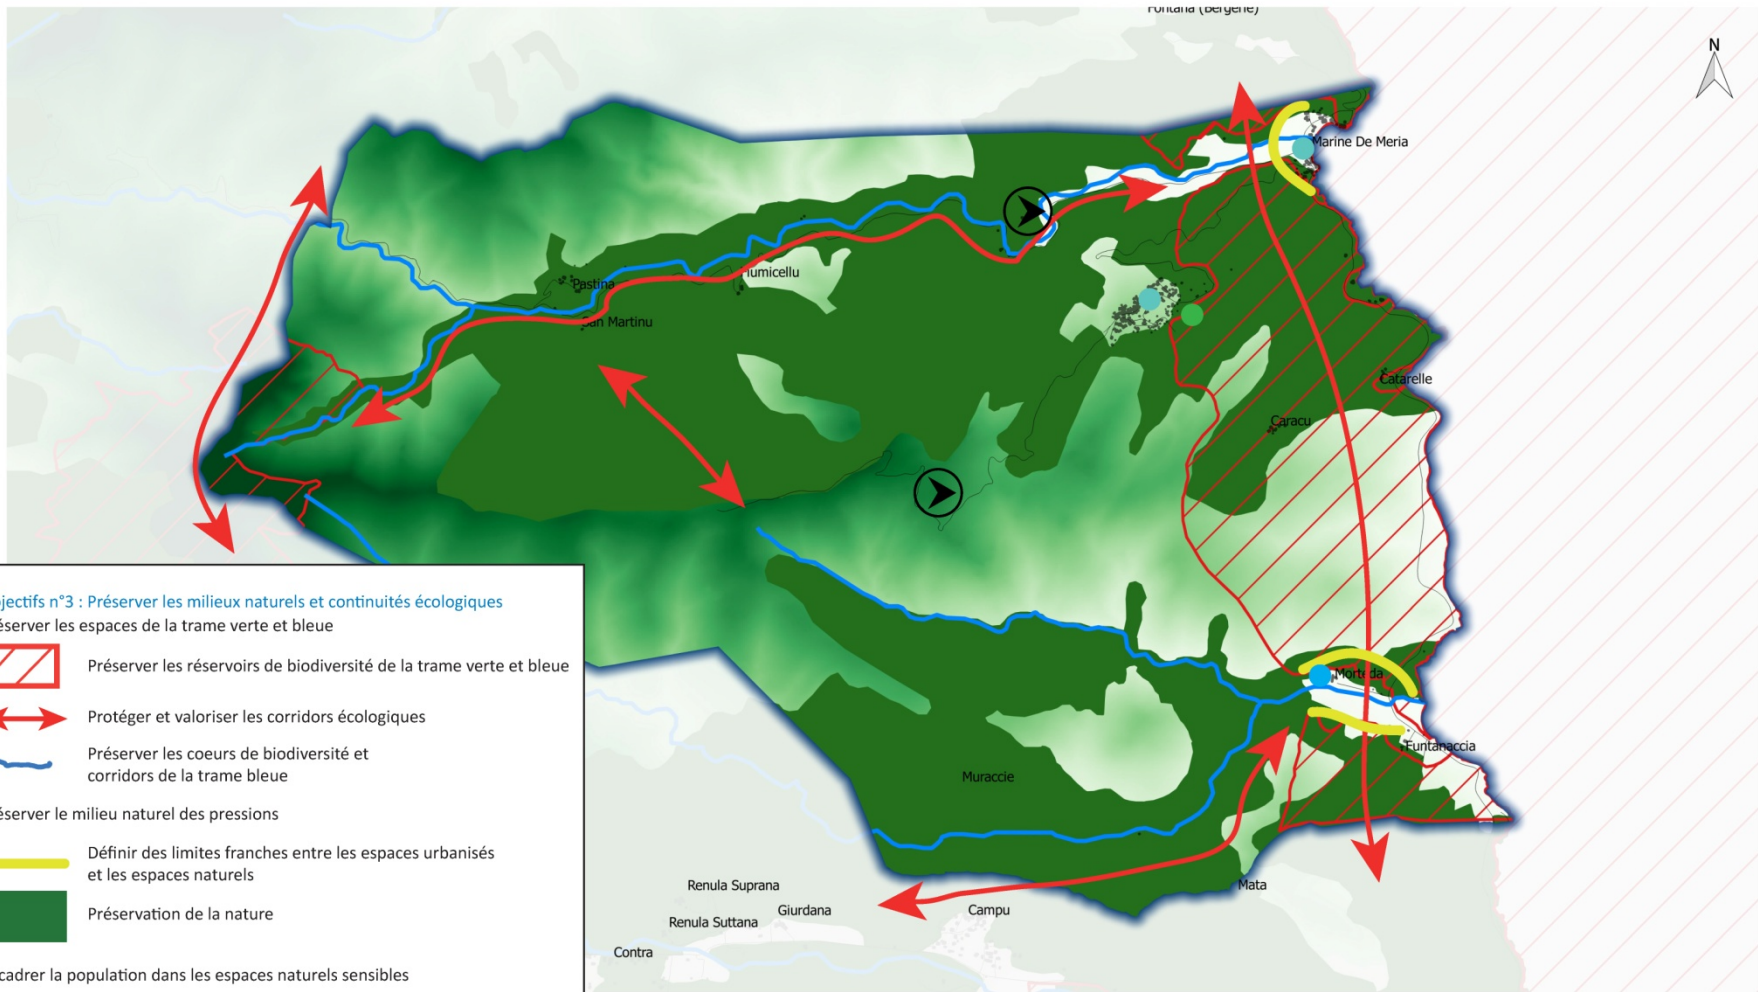 Fontana (Bergerie)
N
Marine De Meria
Pastina
Fiumicellu
San Martinu
Catarelle
Caracu
Morteda
Funtanaccia
Muraccie
Mata
Renula Suprana
Giurdana
Campu
Renula Suttana
Contra
jectifs n°3 : Préserver les milieux naturels et continuités écologiques
éserver les espaces de la trame verte et bleue
Préserver les réservoirs de biodiversité de la trame verte et bleue
Protéger et valoriser les corridors écologiques
Préserver les coeurs de biodiversité et
corridors de la trame bleue
éserver le milieu naturel des pressions
Définir des limites franches entre les espaces urbanisés
et les espaces naturels
Préservation de la nature
cadrer la population dans les espaces naturels sensibles